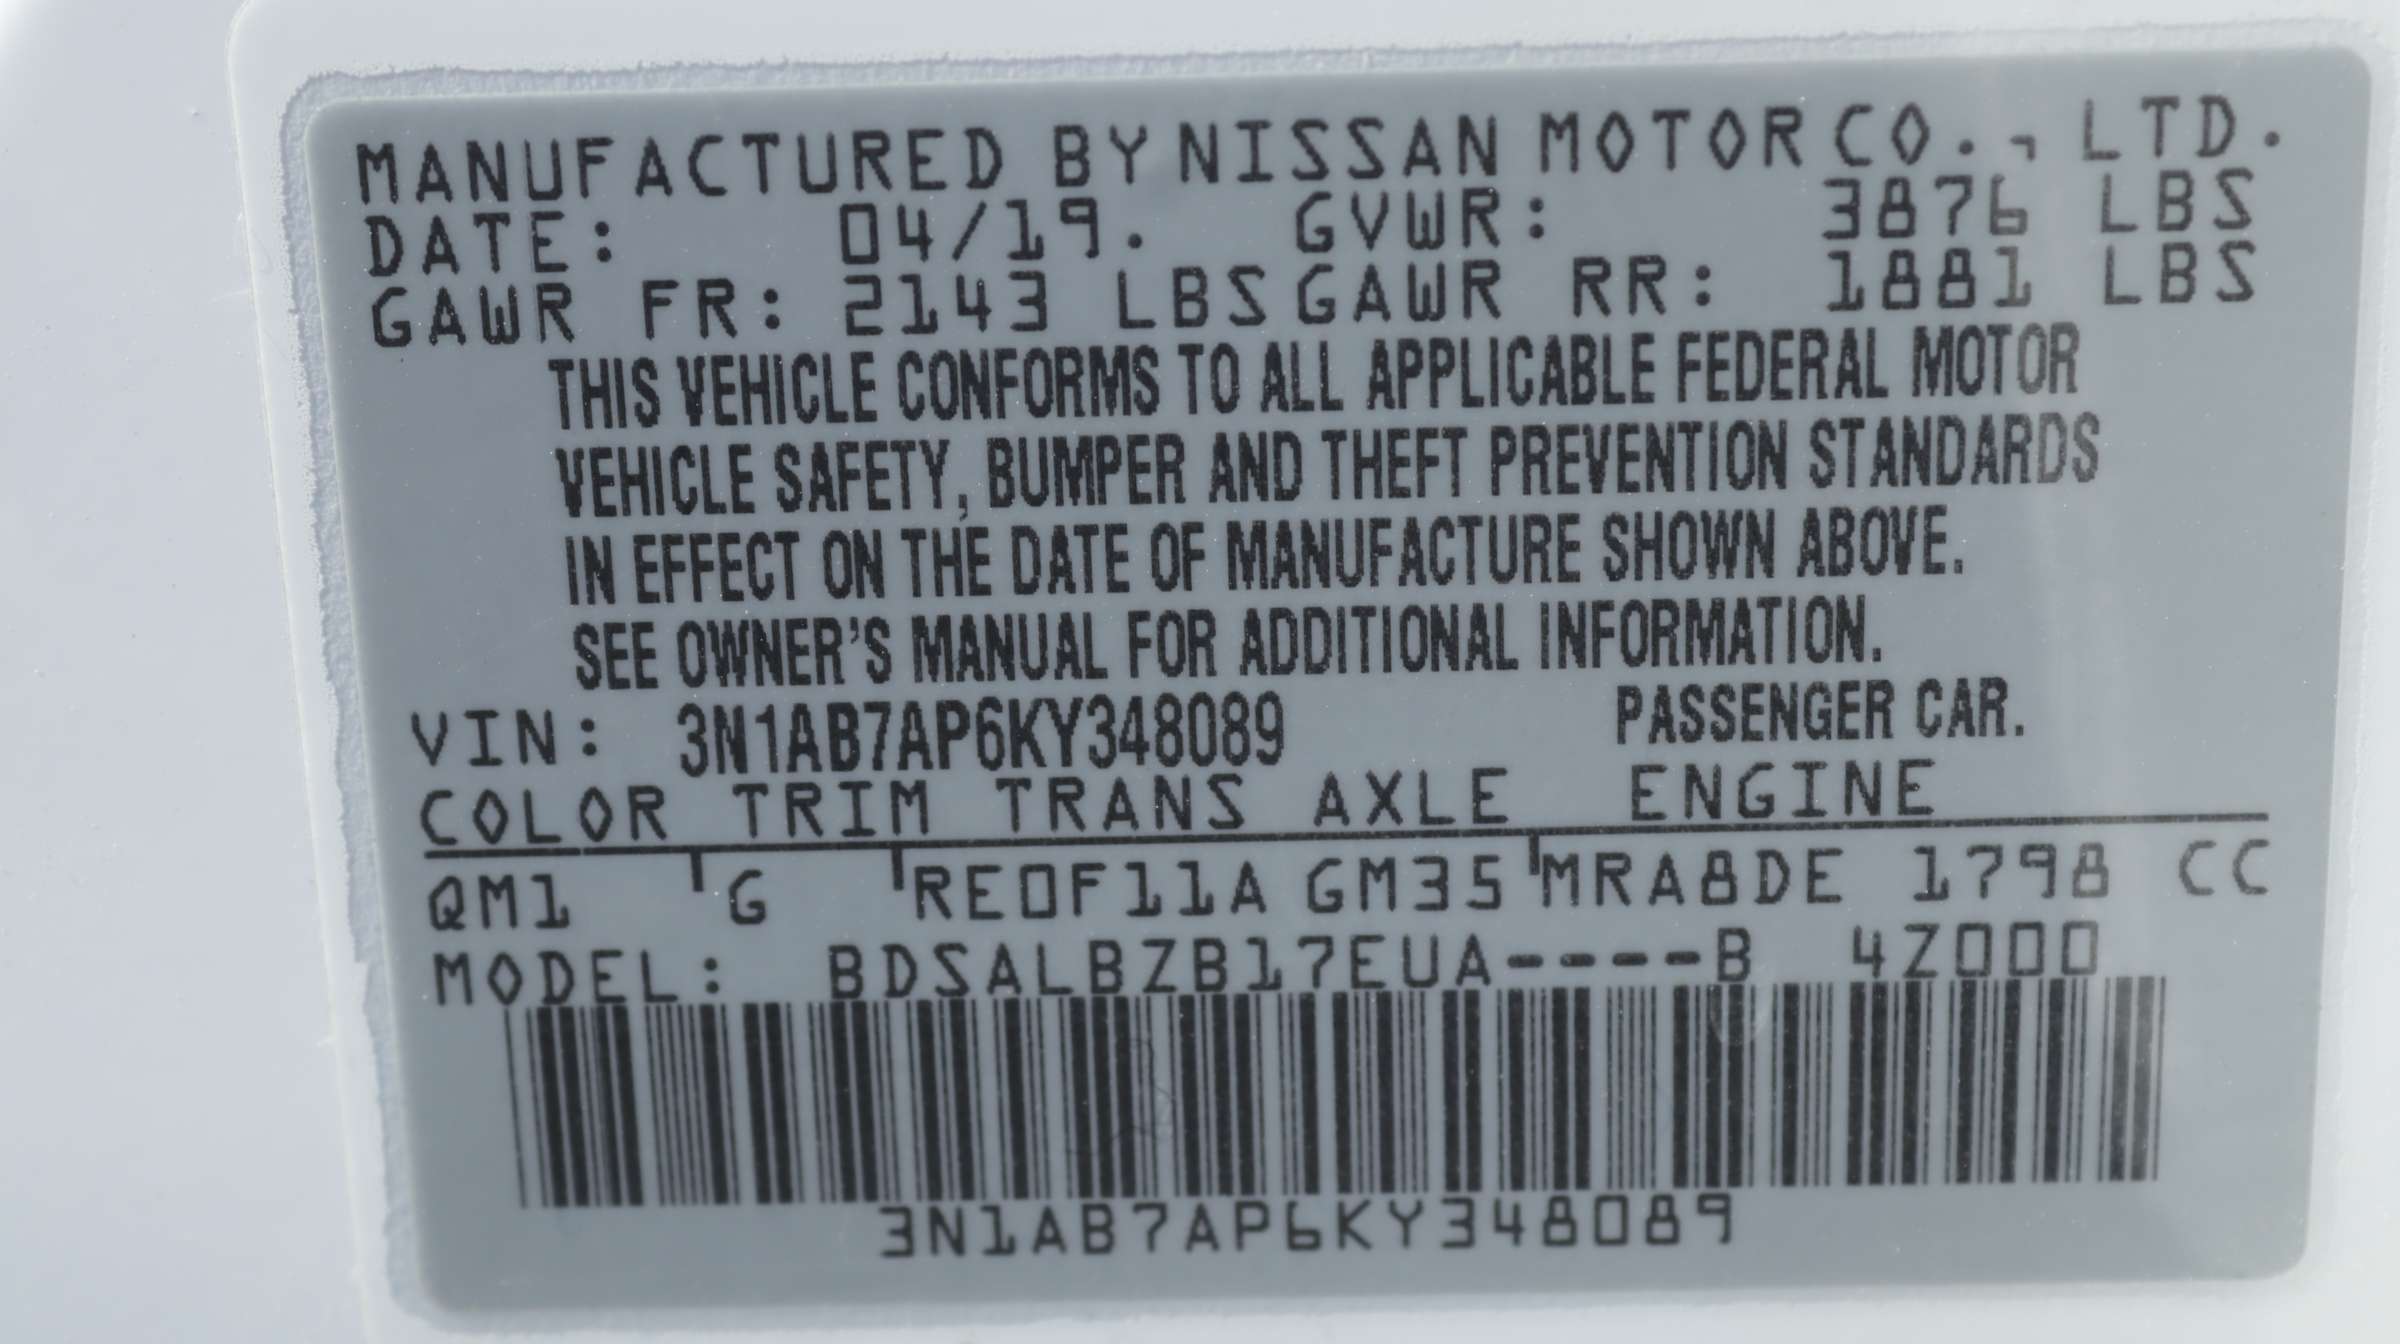 MANUFACTURED BY NISSAN MOTOR CO., LTD.
DATE: 04/19. GVWR: 3876 LBS
GAWR FR: 2143 LBS GAWR RR: 1881 LBS
THIS VEHICLE CONFORMS TO ALL APPLICABLE FEDERAL MOTOR
VEHICLE SAFETY, BUMPER AND THEFT PREVENTION STANDARDS
IN EFFECT ON THE DATE OF MANUFACTURE SHOWN ABOVE.
SEE OWNER'S MANUAL FOR ADDITIONAL INFORMATION.
VIN: 3N1AB7AP6KY348089 PASSENGER CAR.
COLOR TRIM TRANS AXLE ENGINE
QM1 G RE0F11A GM35 MRA8DE 1798 CC
MODEL: BDSALBZB17EUA----B 4Z000
3N1AB7AP6KY348089